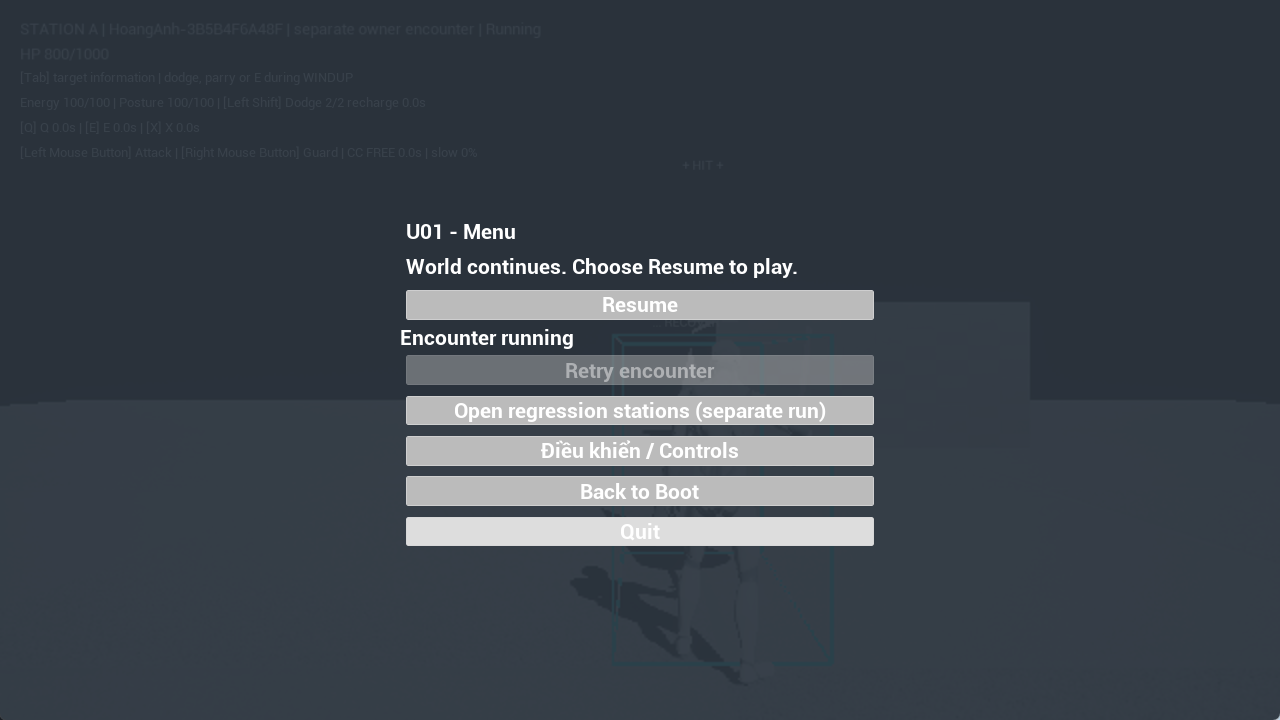 STATION A | HoangAnh-3B5B4F6A48F | separate owner encounter | Running
HP 800/1000
[Tab] target information | dodge, parry or E during WINDUP
Energy 100/100 | Posture 100/100 | [Left Shift] Dodge 2/2 recharge 0.0s
[Q] Q 0.0s | [E] E 0.0s | [X] X 0.0s
[Left Mouse Button] Attack | [Right Mouse Button] Guard | CC FREE 0.0s | slow 0%
+ HIT +
U01 - Menu
World continues. Choose Resume to play.
Resume
Encounter running
Retry encounter
Open regression stations (separate run)
Điều khiển / Controls
Back to Boot
Quit